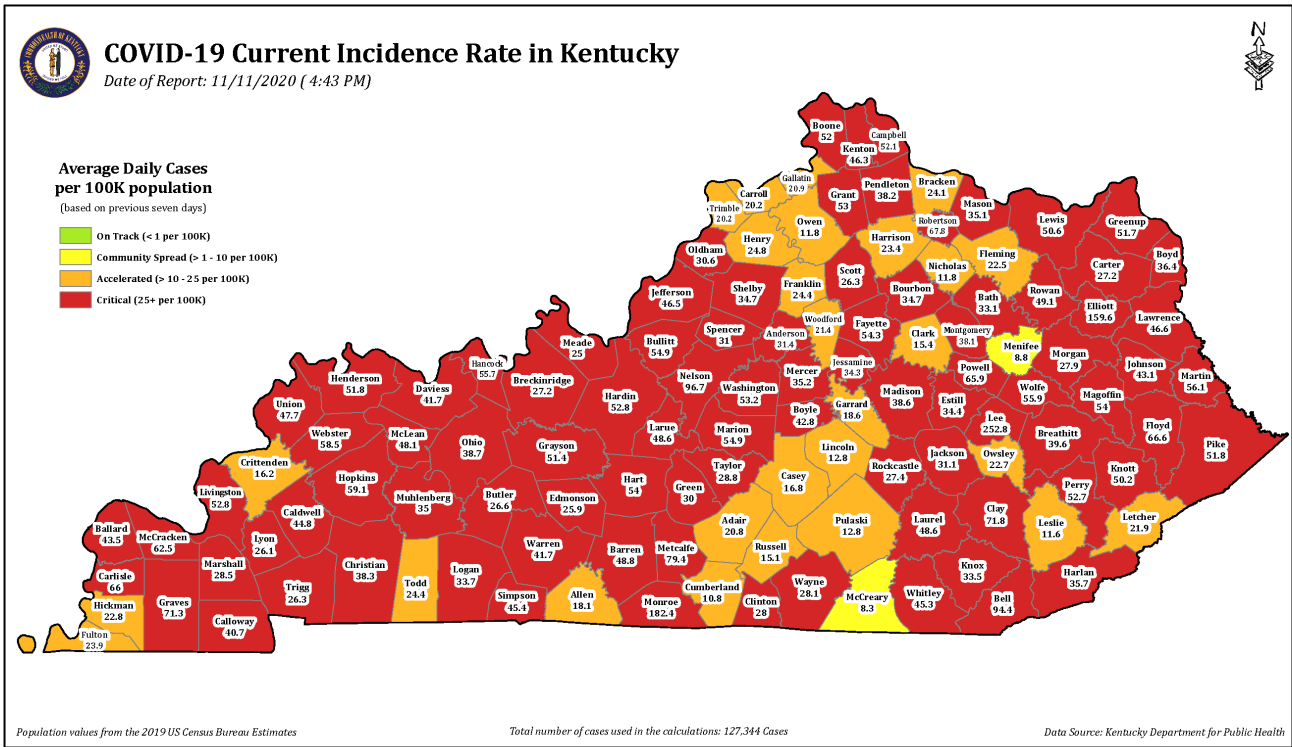 COVID-19 Current Incidence Rate in Kentucky
Date of Report: 11/11/2020 ( 4:43 PM)
N
Average Daily Cases
per 100K population
(based on previous seven days)
On Track (< 1 per 100K)
Community Spread (> 1 - 10 per 100K)
Accelerated (> 10 - 25 per 100K)
Critical (25+ per 100K)
Boone
52
Campbell
52.1
Kenton
46.3
Gallatin
20.9
Carroll
20.2
Trimble
20.2
Grant
53
Pendleton
38.2
Bracken
24.1
Mason
35.1
Robertson
67.8
Lewis
50.6
Greenup
51.7
Boyd
36.4
Carter
27.2
Owen
11.8
Henry
24.8
Oldham
30.6
Harrison
23.4
Nicholas
11.8
Fleming
22.5
Rowan
49.1
Elliott
159.6
Lawrence
46.6
Jefferson
46.5
Shelby
34.7
Franklin
24.4
Scott
26.3
Bourbon
34.7
Bath
33.1
Woodford
21.4
Fayette
54.3
Clark
15.4
Montgomery
38.1
Menifee
8.8
Morgan
27.9
Johnson
43.1
Martin
56.1
Spencer
31
Anderson
31.4
Bullitt
54.9
Meade
25
Hancock
55.7
Breckinridge
27.2
Daviess
41.7
Henderson
51.8
Union
47.7
Nelson
96.7
Washington
53.2
Mercer
35.2
Jessamine
34.3
Madison
38.6
Powell
65.9
Estill
34.4
Wolfe
55.9
Magoffin
54
Floyd
66.6
Pike
51.8
Hardin
52.8
Larue
48.6
Marion
54.9
Boyle
42.8
Garrard
18.6
Lincoln
12.8
Lee
252.8
Breathitt
39.6
Owsley
22.7
Jackson
31.1
Rockcastle
27.4
Knott
50.2
Perry
52.7
Letcher
21.9
Leslie
11.6
Clay
71.8
Laurel
48.6
Webster
58.5
McLean
48.1
Ohio
38.7
Grayson
51.4
Hart
54
Green
30
Taylor
28.8
Casey
16.8
Adair
20.8
Pulaski
12.8
Russell
15.1
Crittenden
16.2
Livingston
52.8
Hopkins
59.1
Muhlenberg
35
Butler
26.6
Edmonson
25.9
Caldwell
44.8
Lyon
26.1
Ballard
43.5
McCracken
62.5
Marshall
28.5
Carlisle
66
Graves
71.3
Hickman
22.8
Fulton
23.9
Calloway
40.7
Trigg
26.3
Christian
38.3
Todd
24.4
Logan
33.7
Warren
41.7
Simpson
45.4
Allen
18.1
Barren
48.8
Metcalfe
79.4
Monroe
182.4
Cumberland
10.8
Clinton
28
Wayne
28.1
McCreary
8.3
Whitley
45.3
Knox
33.5
Bell
94.4
Harlan
35.7
Population values from the 2019 US Census Bureau Estimates
Total number of cases used in the calculations: 127,344 Cases
Data Source: Kentucky Department for Public Health